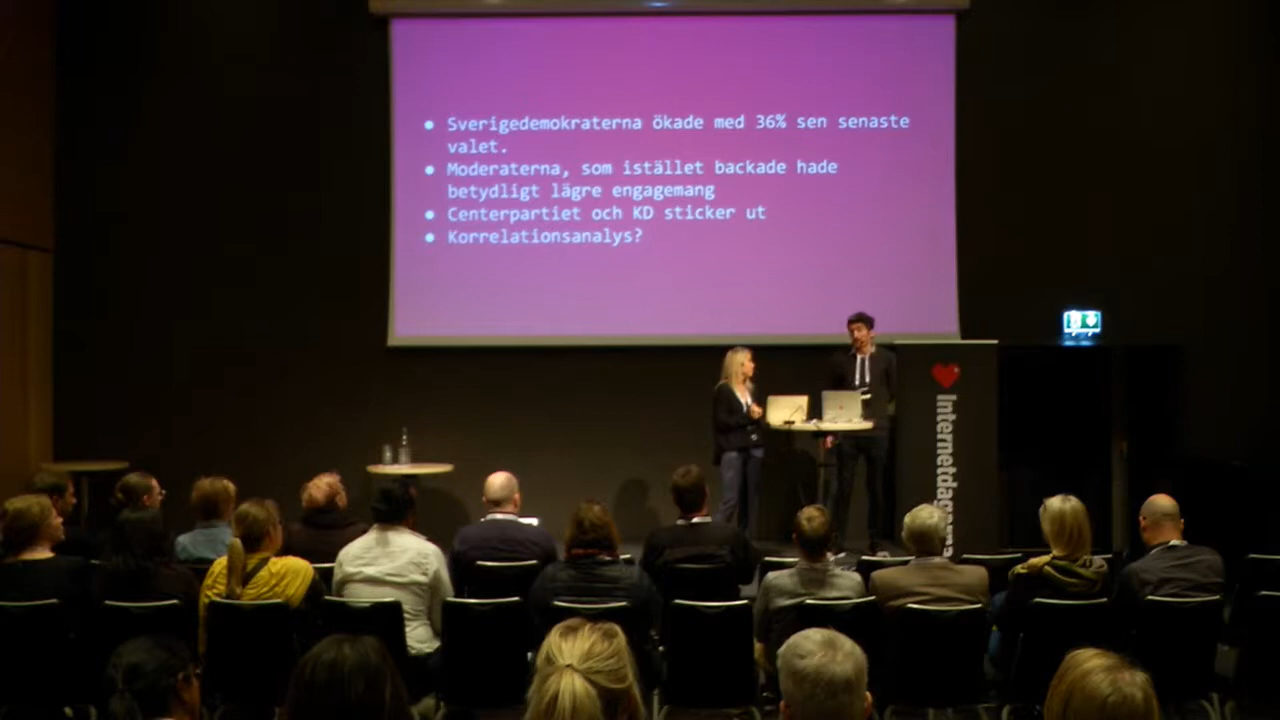 • Sverigedemokraterna ökade med 36% sen senaste
valet.
• Moderaterna, som istället backade hade
betydligt lägre engagemang
• Centerpartiet och KD sticker ut
• Korrelationsanalys?
Internetdagarna